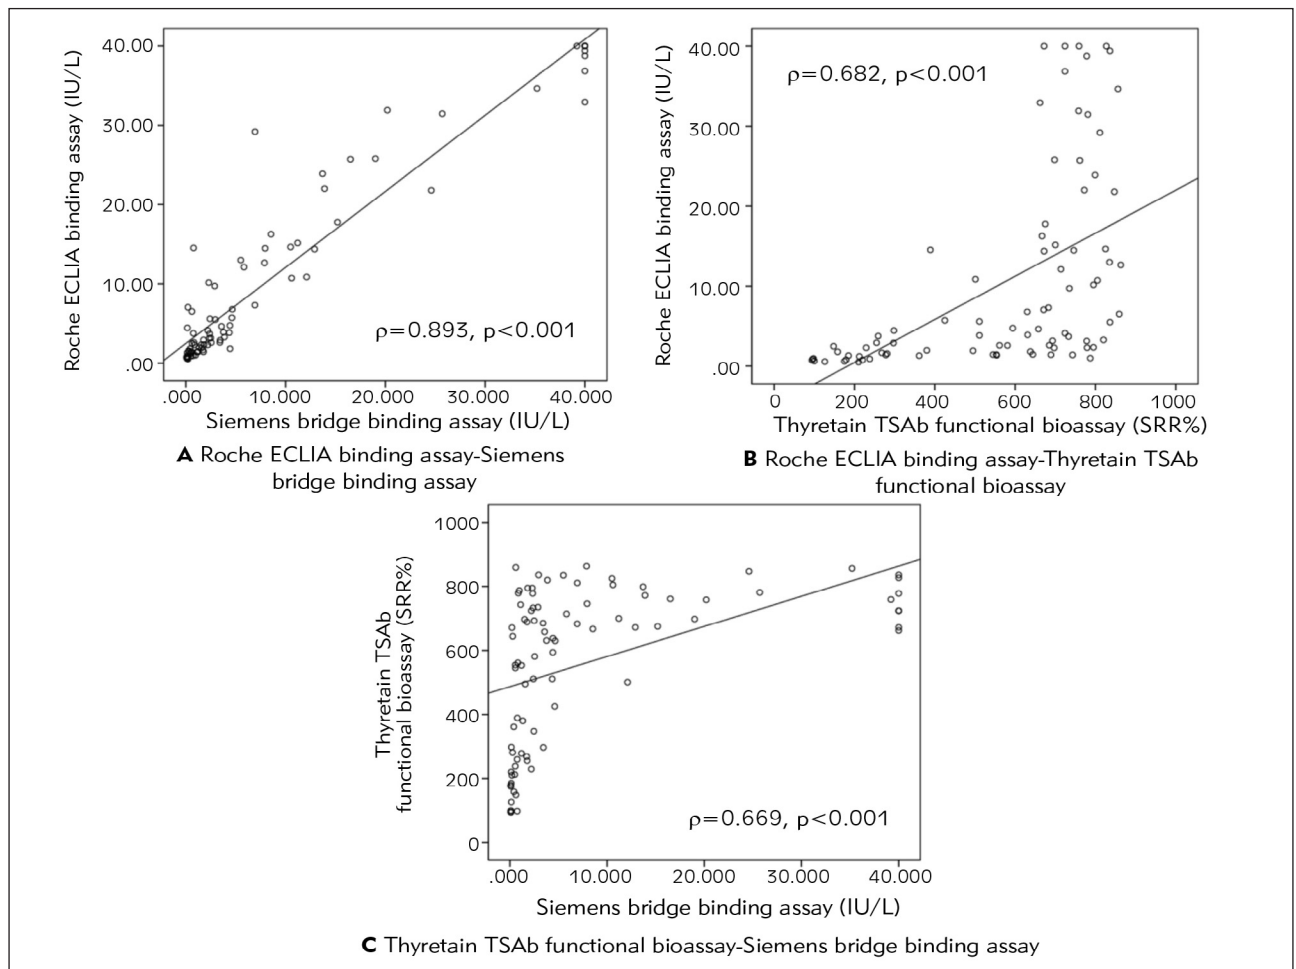 Roche ECLIA binding assay (IU/L)
40.00
30.00
20.00
10.00
.00
ρ=0.893, p<0.001
.000 10.000 20.000 30.000 40.000
Siemens bridge binding assay (IU/L)
A Roche ECLIA binding assay-Siemens
bridge binding assay
Roche ECLIA binding assay (IU/L)
40.00
30.00
20.00
10.00
.00
ρ=0.682, p<0.001
0 200 400 600 800 1000
Thyretain TSAb functional bioassay (SRR%)
B Roche ECLIA binding assay-Thyretain TSAb
functional bioassay
Thyretain TSAb
functional bioassay (SRR%)
1000
800
600
400
200
0
ρ=0.669, p<0.001
.000 10.000 20.000 30.000 40.000
Siemens bridge binding assay (IU/L)
C Thyretain TSAb functional bioassay-Siemens bridge binding assay